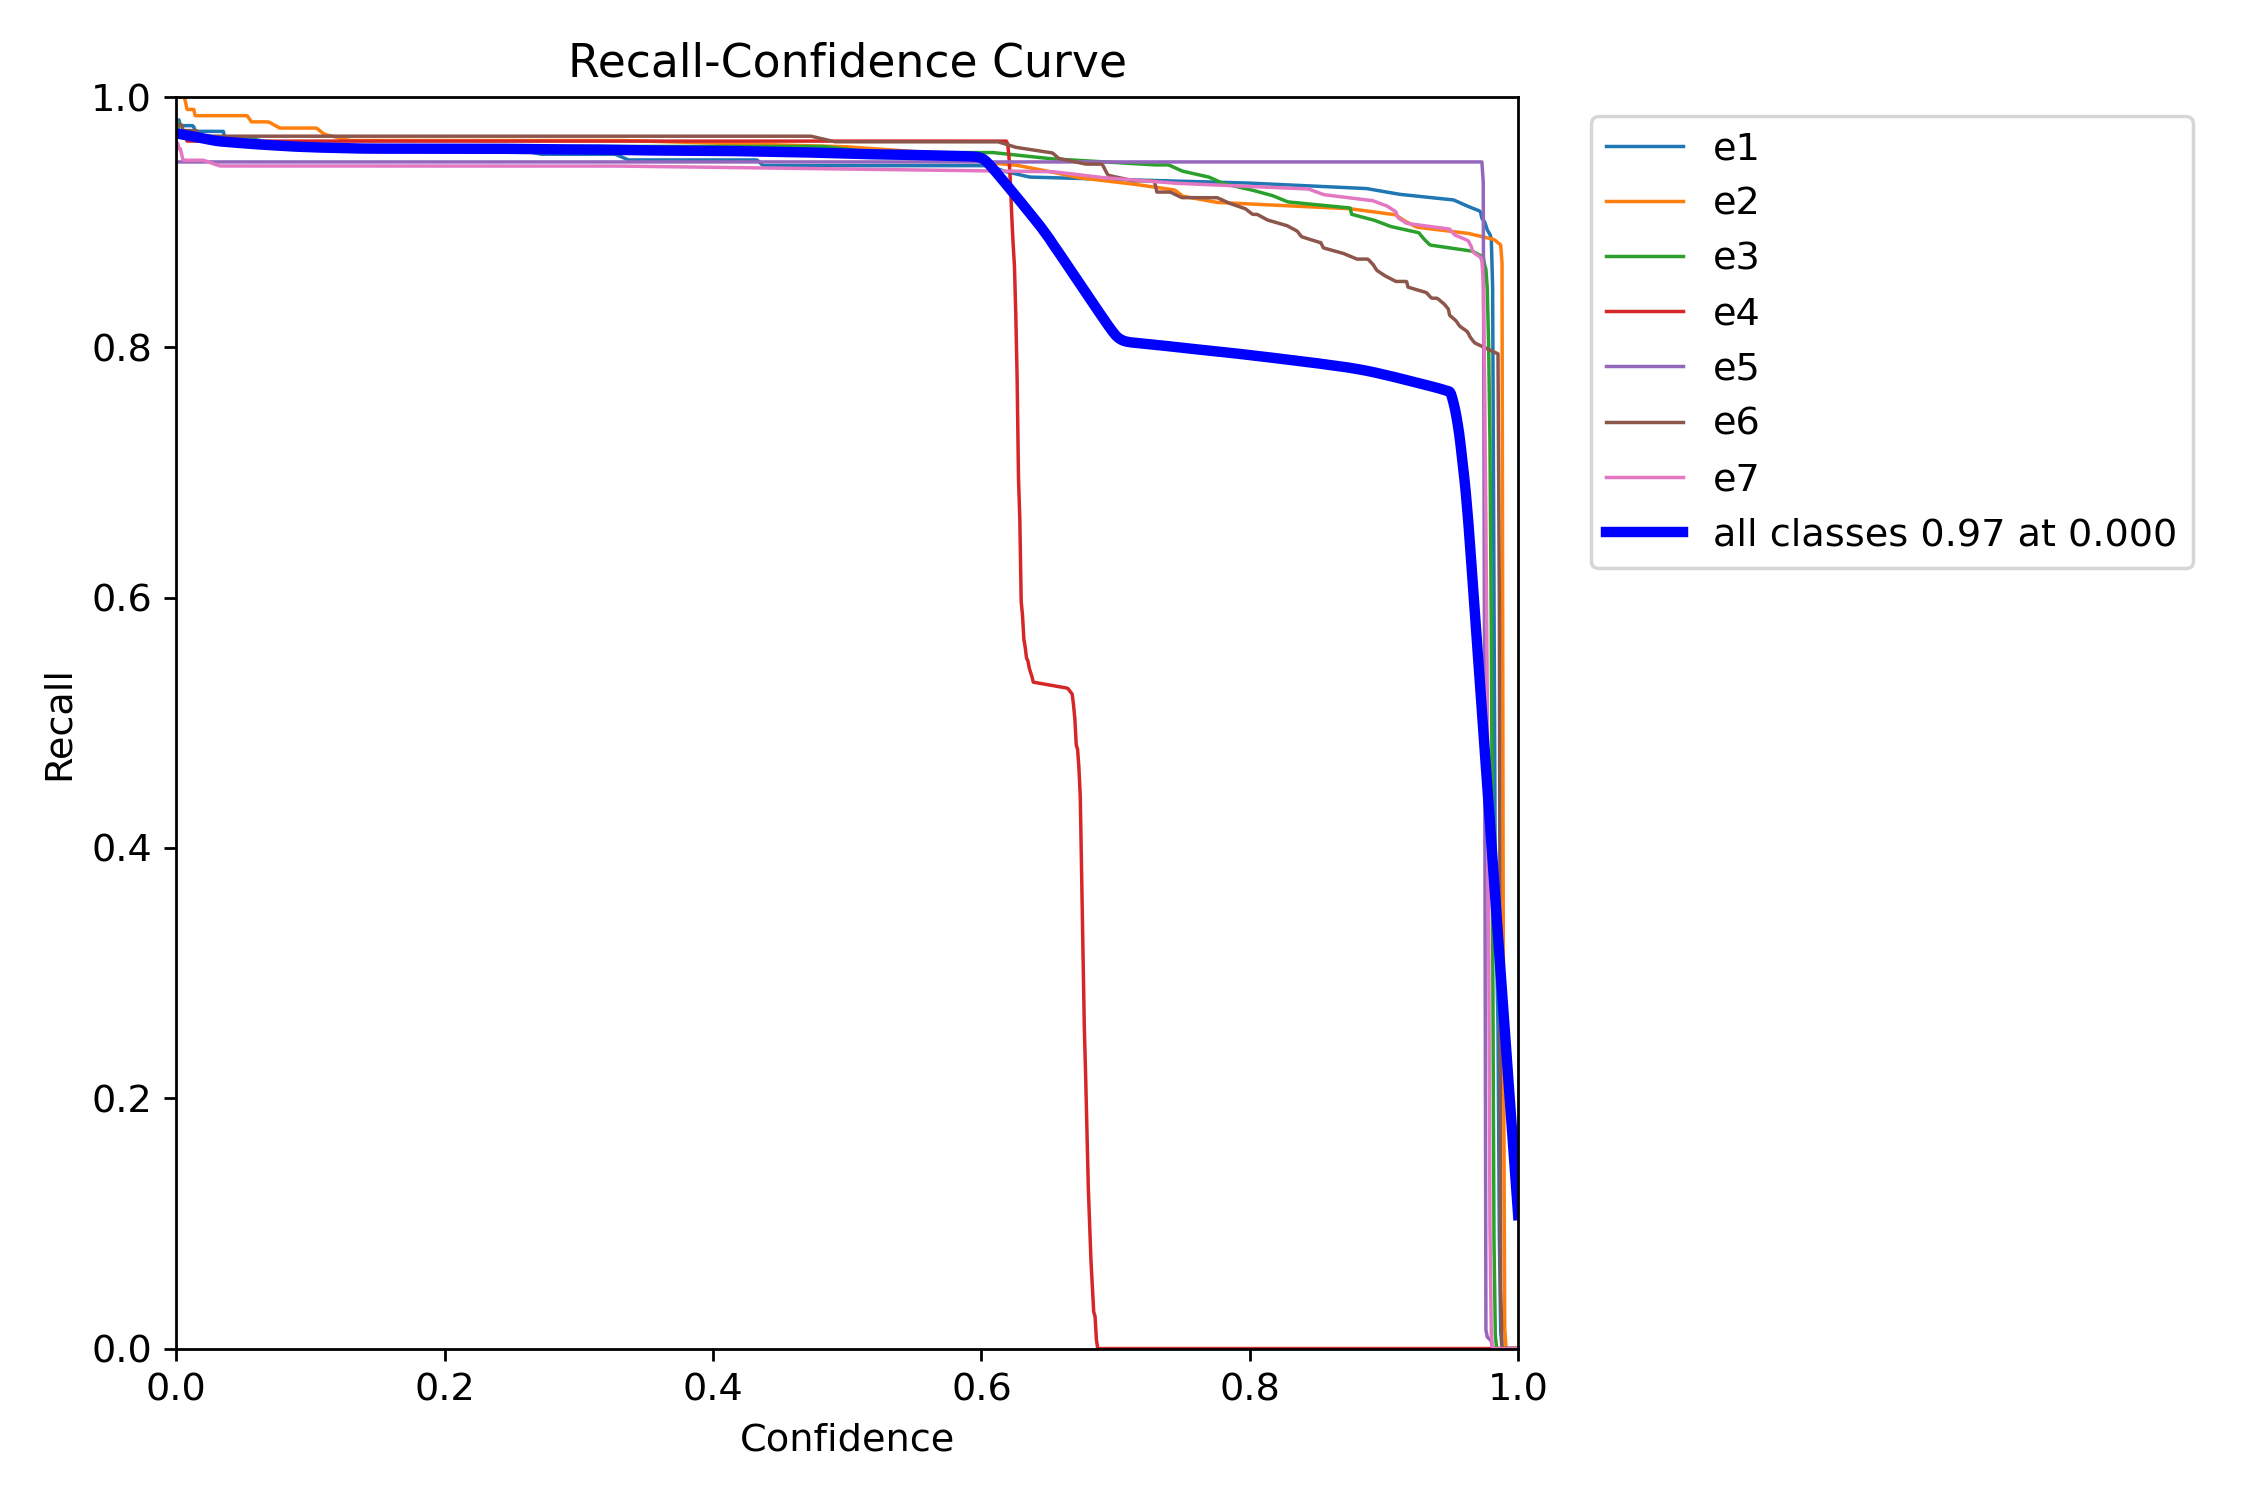 Recall-Confidence Curve
1.0
0.8
0.6
0.4
0.2
0.0
Recall
0.0 0.2 0.4 0.6 0.8 1.0
Confidence
e1
e2
e3
e4
e5
e6
e7
all classes 0.97 at 0.000